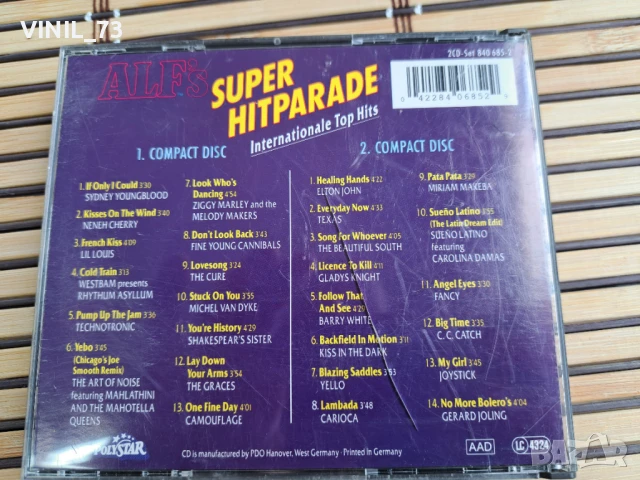 VINIL_73
2CD-Set 840 685-2
ALF's
SUPER
HITPARADE
Internationale Top Hits
0 42284 06852
1. COMPACT DISC
1. If Only I Could 3'30
SYDNEY YOUNGBLOOD
2. Kisses On The Wind 3'40
NENEH CHERRY
3. French Kiss 4'09
LIL LOUIS
4. Cold Train 3'13
WESTBAM presents
RHYTHUM ASYLLUM
5. Pump Up The Jam 3'36
TECHNOTRONIC
6. Yebo 3'45
(Chicago's Joe
Smooth Remix)
THE ART OF NOISE
featuring MAHLATHINI
AND THE MAHOTELLA
QUEENS
7. Look Who's
Dancing 4'54
ZIGGY MARLEY and the
MELODY MAKERS
8. Don't Look Back 3'43
FINE YOUNG CANNIBALS
9. Lovesong 3'24
THE CURE
10. Stuck On You 3'55
MICHEL VAN DYKE
11. You're History 4'29
SHAKESPEAR'S SISTER
12. Lay Down
Your Arms 3'54
THE GRACES
13. One Fine Day 4'01
CAMOUFLAGE
2. COMPACT DISC
1. Healing Hands 4'22
ELTON JOHN
2. Everyday Now 4'33
TEXAS
3. Song For Whoever 4'05
THE BEAUTIFUL SOUTH
4. Licence To Kill 4'11
GLADYS KNIGHT
5. Follow That
And See 4'29
BARRY WHITE
6. Backfield In Motion 3'11
KISS IN THE DARK
7. Blazing Saddles 3'53
YELLO
8. Lambada 3'48
CARIOCA
9. Pata Pata 3'29
MIRIAM MAKEBA
10. Sueño Latino 3'55
(The Latin Dream Edit)
SUEÑO LATINO
featuring
CAROLINA DAMAS
11. Angel Eyes 3'30
FANCY
12. Big Time 3'35
C.C. CATCH
13. My Girl 3'45
JOYSTICK
14. No More Bolero's 4'04
GERARD JOLING
POLYSTAR
CD is manufactured by PDO Hanover, West Germany · Printed in Germany
AAD
LC 4324
BAZAR